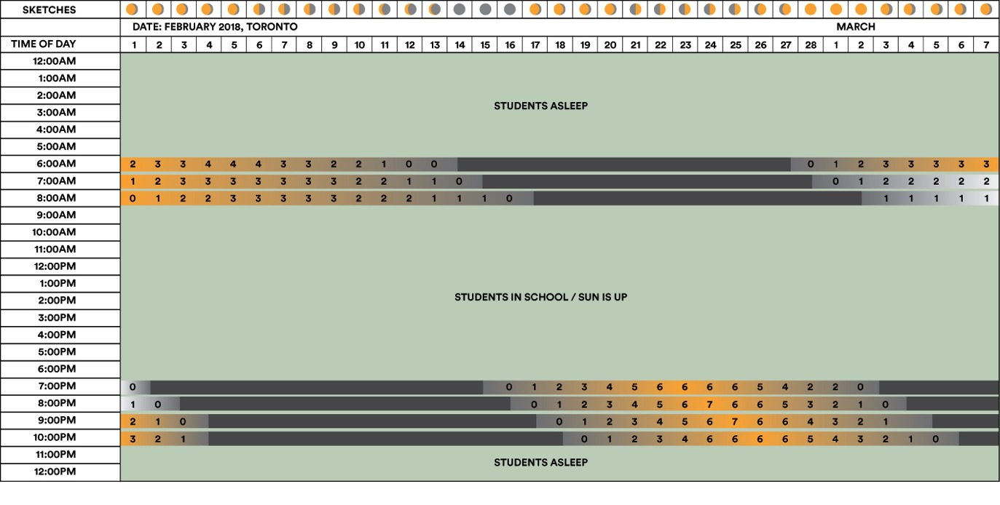 SKETCHES
DATE: FEBRUARY 2018, TORONTO MARCH
TIME OF DAY 1 2 3 4 5 6 7 8 9 10 11 12 13 14 15 16 17 18 19 20 21 22 23 24 25 26 27 28 1 2 3 4 5 6 7
12:00AM
1:00AM
2:00AM
STUDENTS ASLEEP
3:00AM
4:00AM
5:00AM
6:00AM 2 3 3 4 4 4 3 3 2 2 1 0 0 0 1 2 3 3 3 3 3
7:00AM 1 2 3 3 3 3 3 3 3 2 2 1 1 0 0 1 2 2 2 2 2
8:00AM 0 1 2 2 3 3 3 3 3 2 2 2 1 1 1 0 1 1 1 1 1
9:00AM
10:00AM
11:00AM
12:00PM
1:00PM
2:00PM STUDENTS IN SCHOOL / SUN IS UP
3:00PM
4:00PM
5:00PM
6:00PM
7:00PM 0 0 1 2 3 4 5 6 6 6 6 5 4 2 2 0
8:00PM 1 0 0 1 2 3 4 5 6 7 6 6 5 3 2 1 0
9:00PM 2 1 0 0 1 2 3 4 5 6 7 6 6 4 3 2 1
10:00PM 3 2 1 0 1 2 3 4 6 6 6 6 5 4 3 2 1 0
11:00PM
STUDENTS ASLEEP
12:00PM